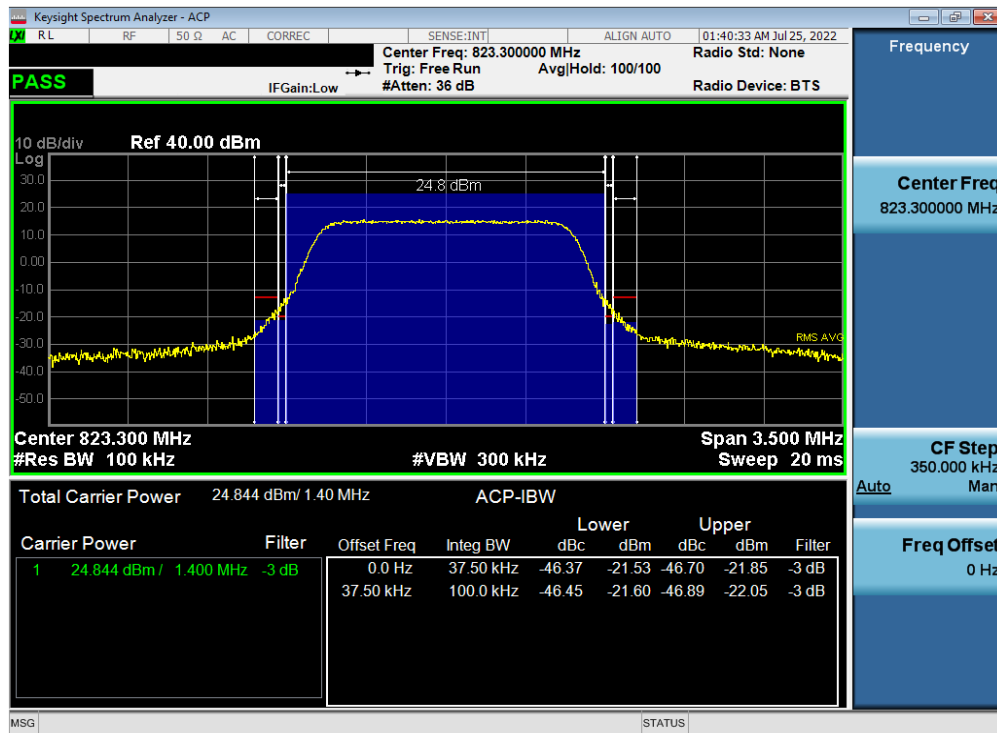 Keysight Spectrum Analyzer - ACP
LXI RL RF 50 Ω AC CORREC SENSE:INT ALIGN AUTO 01:40:33 AM Jul 25, 2022
Center Freq: 823.300000 MHz Radio Std: None
Trig: Free Run Avg|Hold: 100/100
PASS IFGain:Low #Atten: 36 dB Radio Device: BTS
Frequency
10 dB/div Ref 40.00 dBm
Log
30.0
20.0
10.0
0.00
-10.0
-20.0
-30.0
-40.0
-50.0
24.8 dBm
RMS AVG
Center 823.300 MHz Span 3.500 MHz
#Res BW 100 kHz #VBW 300 kHz Sweep 20 ms
Total Carrier Power 24.844 dBm/ 1.40 MHz ACP-IBW
Lower Upper
Carrier Power Filter Offset Freq Integ BW dBc dBm dBc dBm Filter
1 24.844 dBm / 1.400 MHz -3 dB 0.0 Hz 37.50 kHz -46.37 -21.53 -46.70 -21.85 -3 dB
37.50 kHz 100.0 kHz -46.45 -21.60 -46.89 -22.05 -3 dB
Center Freq
823.300000 MHz
CF Step
350.000 kHz
Auto Man
Freq Offset
0 Hz
MSG STATUS